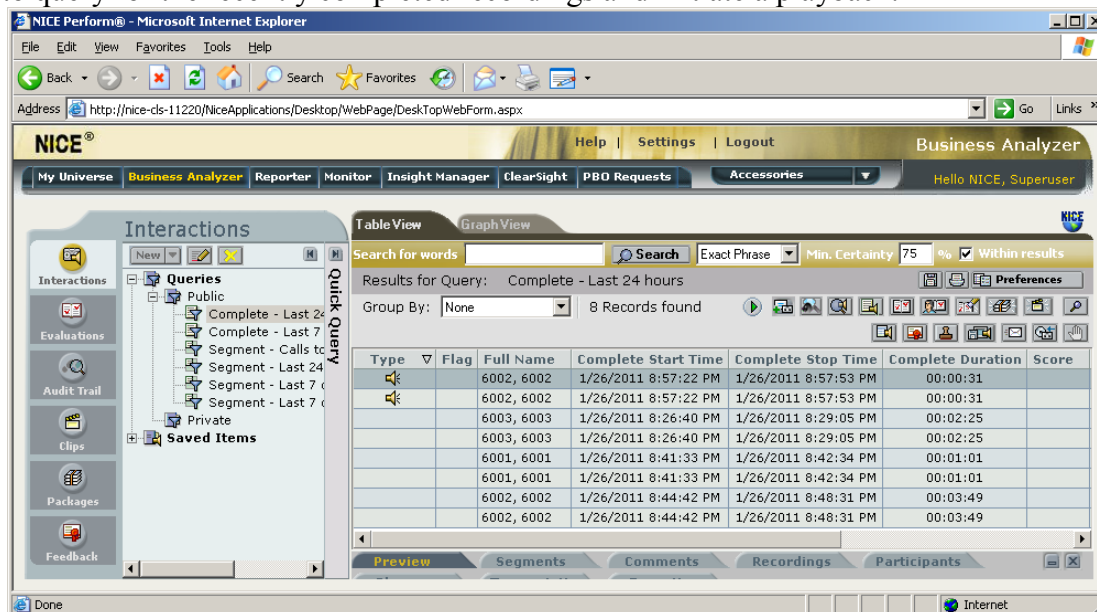 NICE Perform® - Microsoft Internet Explorer
File Edit View Favorites Tools Help
Back Search Favorites
Address http://nice-cls-11220/NiceApplications/Desktop/WebPage/DeskTopWebForm.aspx Go Links »
NICE® Help | Settings | Logout Business Analyzer
My Universe Business Analyzer Reporter Monitor Insight Manager ClearSight PBO Requests Accessories Hello NICE, Superuser
Interactions Table View Graph View NICE
New Search for words Search Exact Phrase Min. Certainty 75 % Within results
Interactions Queries Results for Query: Complete - Last 24 hours Preferences
Public
Complete - Last 24 Group By: None 8 Records found
Evaluations Complete - Last 7
Segment - Calls to
Segment - Last 24
Audit Trail Segment - Last 7
Segment - Last 7
Private
Clips Saved Items
Packages
Feedback
Quick Query
Type Flag Full Name Complete Start Time Complete Stop Time Complete Duration Score
6002, 6002 1/26/2011 8:57:22 PM 1/26/2011 8:57:53 PM 00:00:31
6002, 6002 1/26/2011 8:57:22 PM 1/26/2011 8:57:53 PM 00:00:31
6003, 6003 1/26/2011 8:26:40 PM 1/26/2011 8:29:05 PM 00:02:25
6003, 6003 1/26/2011 8:26:40 PM 1/26/2011 8:29:05 PM 00:02:25
6001, 6001 1/26/2011 8:41:33 PM 1/26/2011 8:42:34 PM 00:01:01
6001, 6001 1/26/2011 8:41:33 PM 1/26/2011 8:42:34 PM 00:01:01
6002, 6002 1/26/2011 8:44:42 PM 1/26/2011 8:48:31 PM 00:03:49
6002, 6002 1/26/2011 8:44:42 PM 1/26/2011 8:48:31 PM 00:03:49
Preview Segments Comments Recordings Participants
Done Internet